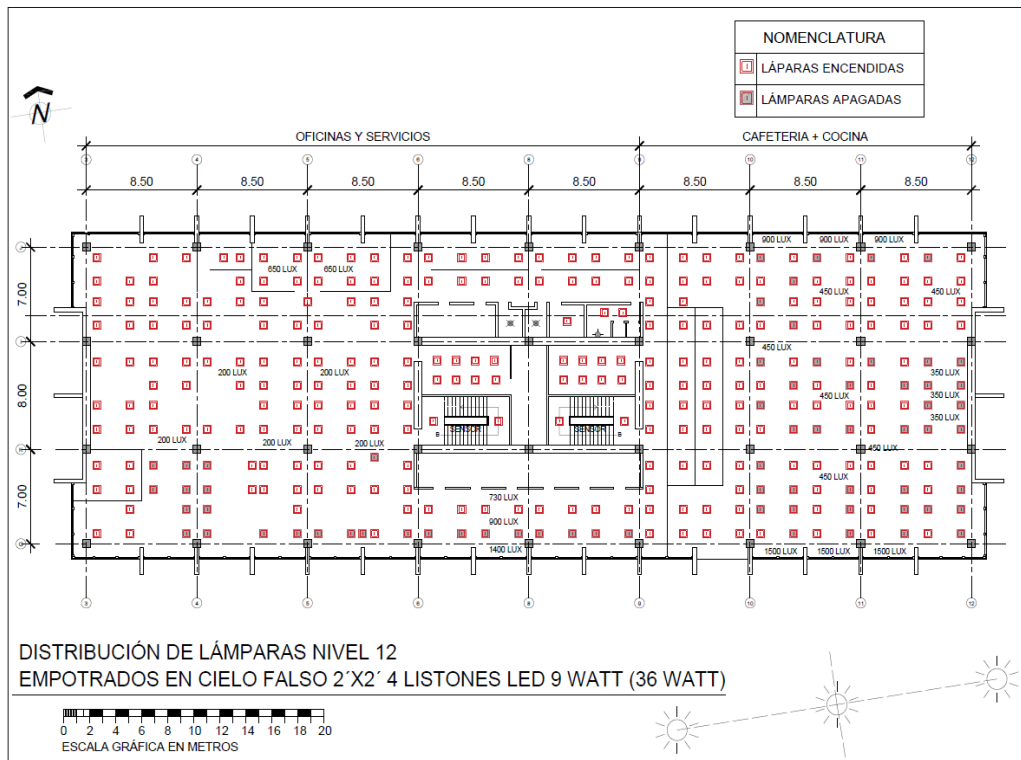 NOMENCLATURA
LÁPARAS ENCENDIDAS
LÁMPARAS APAGADAS
N
OFICINAS Y SERVICIOS CAFETERIA + COCINA
3 4 5 6 8 9 10 11 12
8.50 8.50 8.50 8.50 8.50 8.50 8.50 8.50
900 LUX 900 LUX 900 LUX
650 LUX 650 LUX
7.00
450 LUX 450 LUX
450 LUX
200 LUX 200 LUX 350 LUX
8.00
450 LUX 350 LUX
350 LUX
SENSOR SENSOR
B B
200 LUX 200 LUX 200 LUX 450 LUX
450 LUX
7.00
730 LUX
900 LUX
1400 LUX 1500 LUX 1500 LUX 1500 LUX
3 4 5 6 8 9 10 11 12
DISTRIBUCIÓN DE LÁMPARAS NIVEL 12
EMPOTRADOS EN CIELO FALSO 2´X2´ 4 LISTONES LED 9 WATT (36 WATT)
0 2 4 6 8 10 12 14 16 18 20
ESCALA GRÁFICA EN METROS